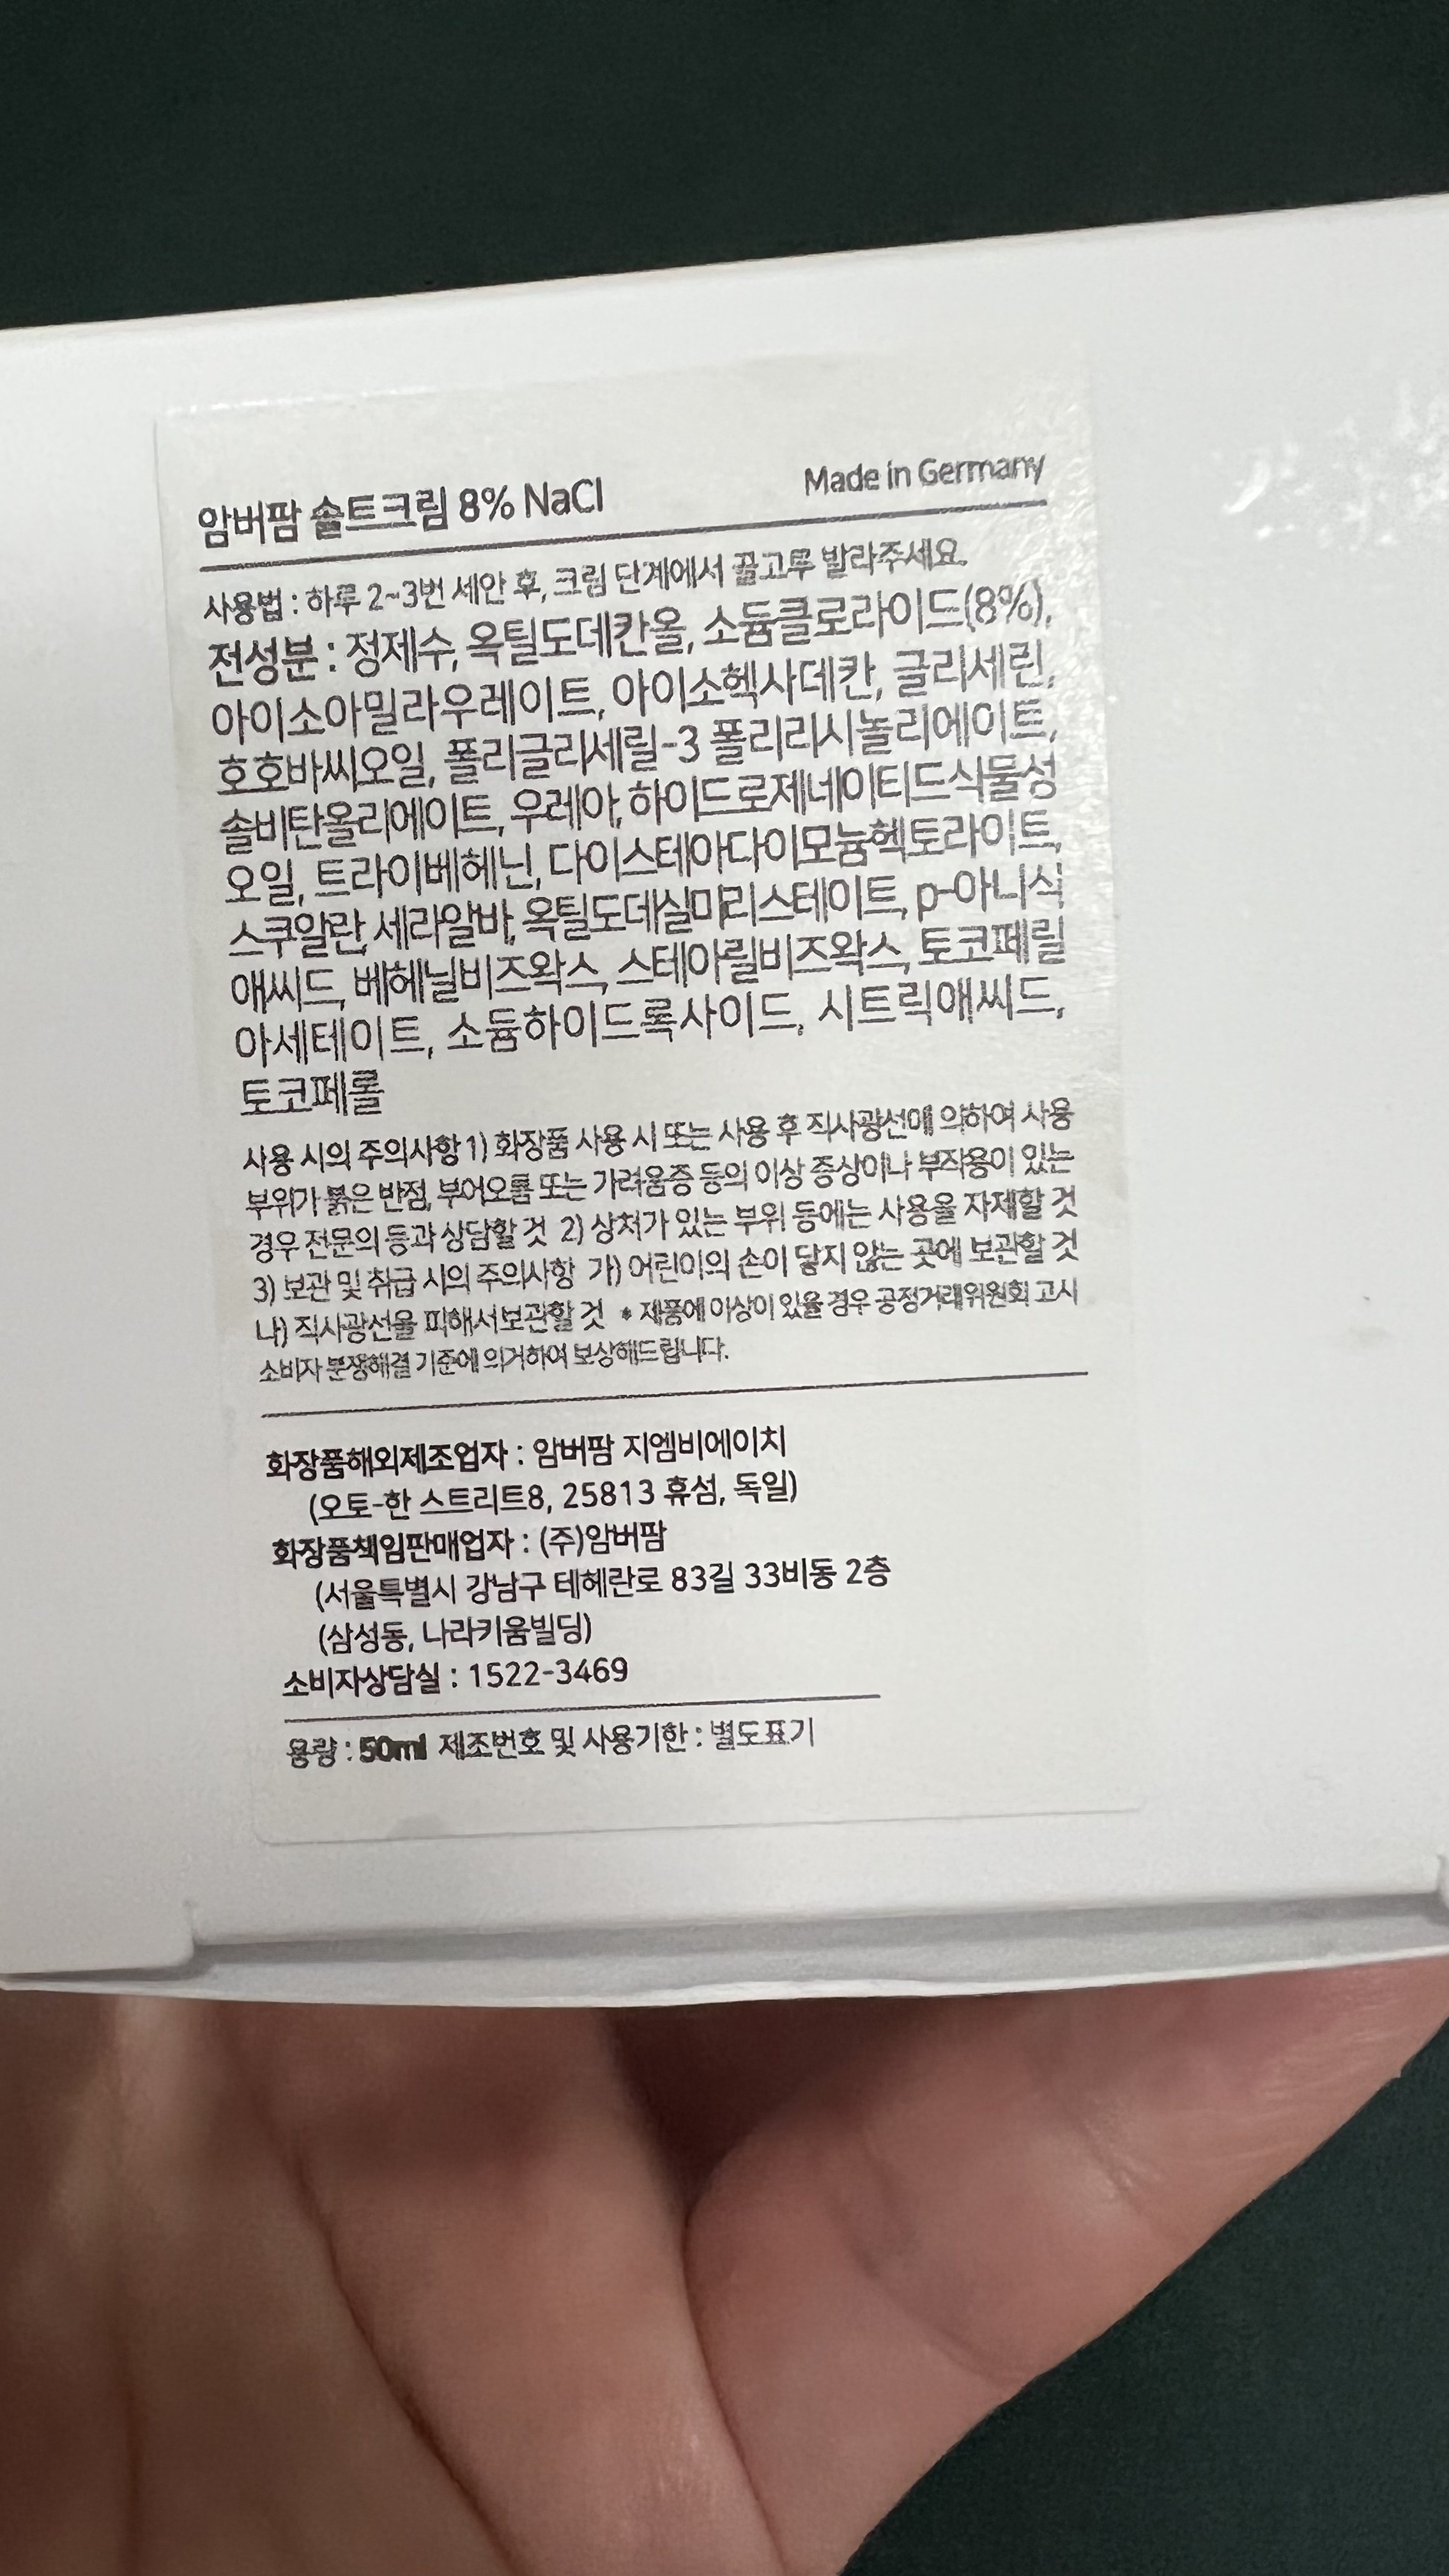 암버팜 솔트크림 8% NaCl
Made in Germany
사용법 : 하루 2~3번 세안 후, 크림 단계에서 골고루 발라주세요.
전성분 : 정제수, 옥틸도데칸올, 소듐클로라이드(8%),
아이소아밀라우레이트, 아이소헥사데칸, 글리세린,
호호바씨오일, 폴리글리세릴-3 폴리리시놀리에이트,
솔비탄올리에이트, 우레아, 하이드로제네이티드식물성
오일, 트라이베헤닌, 다이스테아다이모늄헥토라이트,
스쿠알란, 세라알바, 옥틸도데실미리스테이트, p-아니식
애씨드, 베헤닐비즈왁스, 스테아릴비즈왁스, 토코페릴
아세테이트, 소듐하이드록사이드, 시트릭애씨드,
토코페롤
사용 시의 주의사항 1) 화장품 사용 시 또는 사용 후 직사광선에 의하여 사용
부위가 붉은 반점, 부어오름 또는 가려움증 등의 이상 증상이나 부작용이 있는
경우 전문의 등과 상담할 것 2) 상처가 있는 부위 등에는 사용을 자제할 것
3) 보관 및 취급 시의 주의사항 가) 어린이의 손이 닿지 않는 곳에 보관할 것
나) 직사광선을 피해서 보관할 것 * 제품에 이상이 있을 경우 공정거래위원회 고시
소비자 분쟁해결 기준에 의거하여 보상해드립니다.
화장품해외제조업자 : 암버팜 지엠비에이치
(오토-한 스트리트8, 25813 휴섬, 독일)
화장품책임판매업자 : (주)암버팜
(서울특별시 강남구 테헤란로 83길 33비동 2층
(삼성동, 나라키움빌딩)
소비자상담실 : 1522-3469
용량 : 50ml 제조번호 및 사용기한 : 별도표기